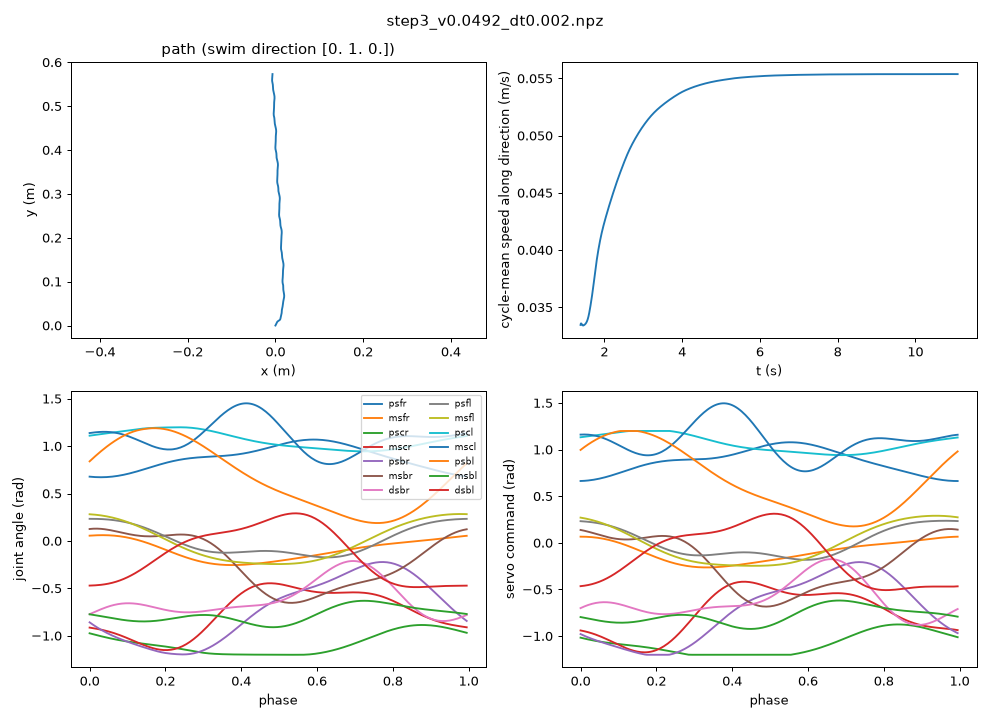 step3_v0.0492_dt0.002.npz
path (swim direction [0. 1. 0.])
0.6
0.5
0.4
0.3
0.2
0.1
0.0
y (m)
−0.4 −0.2 0.0 0.2 0.4
x (m)
0.055
0.050
0.045
0.040
0.035
cycle-mean speed along direction (m/s)
2 4 6 8 10
t (s)
1.5
1.0
0.5
0.0
−0.5
−1.0
joint angle (rad)
psfr psfl
msfr msfl
pscr pscl
mscr mscl
psbr psbl
msbr msbl
dsbr dsbl
0.0 0.2 0.4 0.6 0.8 1.0
phase
1.5
1.0
0.5
0.0
−0.5
−1.0
servo command (rad)
0.0 0.2 0.4 0.6 0.8 1.0
phase